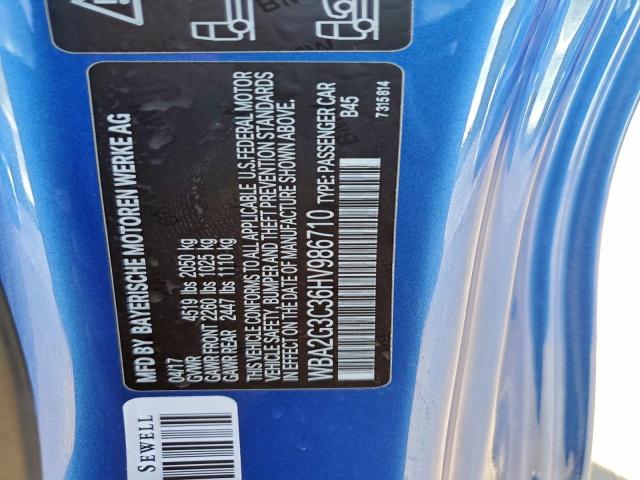 MFD BY BAYERISCHE MOTOREN WERKE AG
04/17
GVWR 4519 lbs 2050 kg
GAWR FRONT 2260 lbs 1025 kg
GAWR REAR 2447 lbs 1110 kg
THIS VEHICLE CONFORMS TO ALL APPLICABLE U.S. FEDERAL MOTOR
VEHICLE SAFETY, BUMPER AND THEFT PREVENTION STANDARDS
IN EFFECT ON THE DATE OF MANUFACTURE SHOWN ABOVE.
WBA2G3C36HV986710 TYPE: PASSENGER CAR
B45
7315814
SEWELL